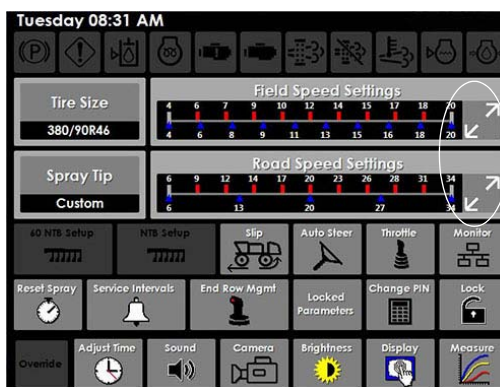 Tuesday 08:31 AM
Tire Size
380/90R46
Field Speed Settings
4 6 7 9 10 12 14 15 17 18 20
4 6 8 9 11 13 15 16 18 20
Spray Tip
Custom
Road Speed Settings
6 9 12 14 17 20 23 26 28 31 34
6 13 20 27 34
60 NTB Setup
NTB Setup
Slip
Auto Steer
Throttle
Monitor
Reset Spray
Service Intervals
End Row Mgmt
Locked
Parameters
Change PIN
Lock
Override
Adjust Time
Sound
Camera
Brightness
Display
Measure